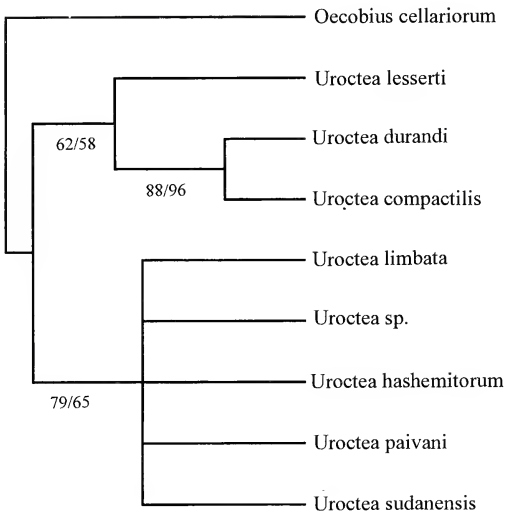 Oecobius cellariorum
Uroctea lesserti
62/58
Uroctea durandi
88/96
Uroctea compactilis
Uroctea limbata
Uroctea sp.
Uroctea hashemitorum
79/65
Uroctea paivani
Uroctea sudanensis